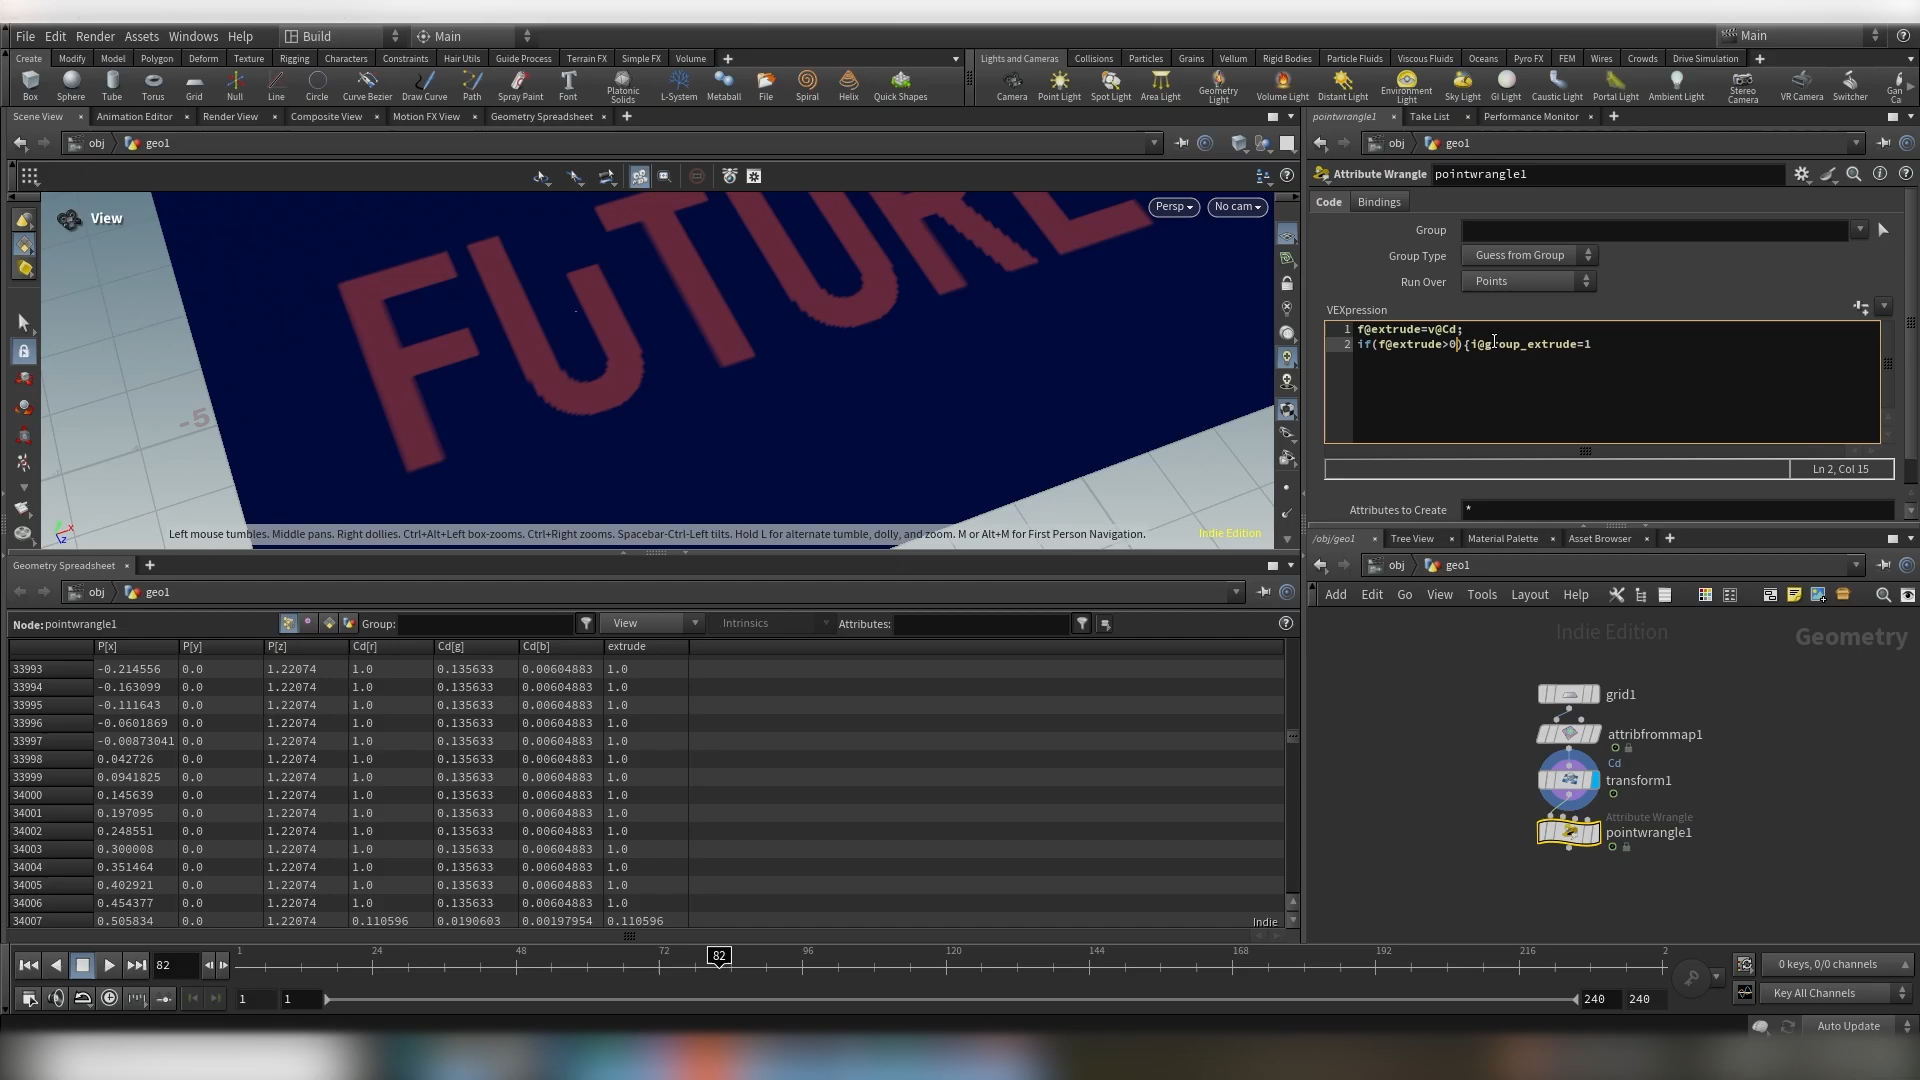 File Edit Render Assets Windows Help Build Main Main
Create Modify Model Polygon Deform Texture Rigging Characters Constraints Hair Utils Guide Process Terrain FX Simple FX Volume
Lights and Cameras Collisions Particles Grains Vellum Rigid Bodies Particle Fluids Viscous Fluids Oceans Pyro FX FEM Wires Crowds Drive Simulation
Box Sphere Tube Torus Grid Null Line Circle Curve Bezier Draw Curve Path Spray Paint Font Platonic Solids L-System Metaball File Spiral Helix Quick Shapes
Camera Point Light Spot Light Area Light Geometry Light Volume Light Distant Light Environment Light Sky Light GI Light Caustic Light Portal Light Ambient Light Stereo Camera VR Camera Switcher Gan Ca
Scene View Animation Editor Render View Composite View Motion FX View Geometry Spreadsheet
obj geo1
View
Persp No cam
FUTURE
-5
Left mouse tumbles. Middle pans. Right dollies. Ctrl+Alt+Left box-zooms. Ctrl+Right zooms. Spacebar-Ctrl-Left tilts. Hold L for alternate tumble, dolly, and zoom. M or Alt+M for First Person Navigation.
Indie Edition
pointwrangle1 Take List Performance Monitor
obj geo1
Attribute Wrangle pointwrangle1
Code Bindings
Group
Group Type Guess from Group
Run Over Points
VEXpression
1 f@extrude=v@Cd;
2 if(f@extrude>0){i@group_extrude=1
Ln 2, Col 15
Attributes to Create *
/obj/geo1 Tree View Material Palette Asset Browser
obj geo1
Add Edit Go View Tools Layout Help
Indie Edition
Geometry
grid1
attribfrommap1
Cd
transform1
Attribute Wrangle
pointwrangle1
Geometry Spreadsheet
obj geo1
Node: pointwrangle1 Group: View Intrinsics Attributes:
P[x] P[y] P[z] Cd[r] Cd[g] Cd[b] extrude
33993 -0.214556 0.0 1.22074 1.0 0.135633 0.00604883 1.0
33994 -0.163099 0.0 1.22074 1.0 0.135633 0.00604883 1.0
33995 -0.111643 0.0 1.22074 1.0 0.135633 0.00604883 1.0
33996 -0.0601869 0.0 1.22074 1.0 0.135633 0.00604883 1.0
33997 -0.00873041 0.0 1.22074 1.0 0.135633 0.00604883 1.0
33998 0.042726 0.0 1.22074 1.0 0.135633 0.00604883 1.0
33999 0.0941825 0.0 1.22074 1.0 0.135633 0.00604883 1.0
34000 0.145639 0.0 1.22074 1.0 0.135633 0.00604883 1.0
34001 0.197095 0.0 1.22074 1.0 0.135633 0.00604883 1.0
34002 0.248551 0.0 1.22074 1.0 0.135633 0.00604883 1.0
34003 0.300008 0.0 1.22074 1.0 0.135633 0.00604883 1.0
34004 0.351464 0.0 1.22074 1.0 0.135633 0.00604883 1.0
34005 0.402921 0.0 1.22074 1.0 0.135633 0.00604883 1.0
34006 0.454377 0.0 1.22074 1.0 0.135633 0.00604883 1.0
34007 0.505834 0.0 1.22074 0.110596 0.0190603 0.00197954 0.110596
Indie
82 1 24 48 72 82 96 120 144 168 192 216 2
0 keys, 0/0 channels
1 1 240 240
Key All Channels
Auto Update